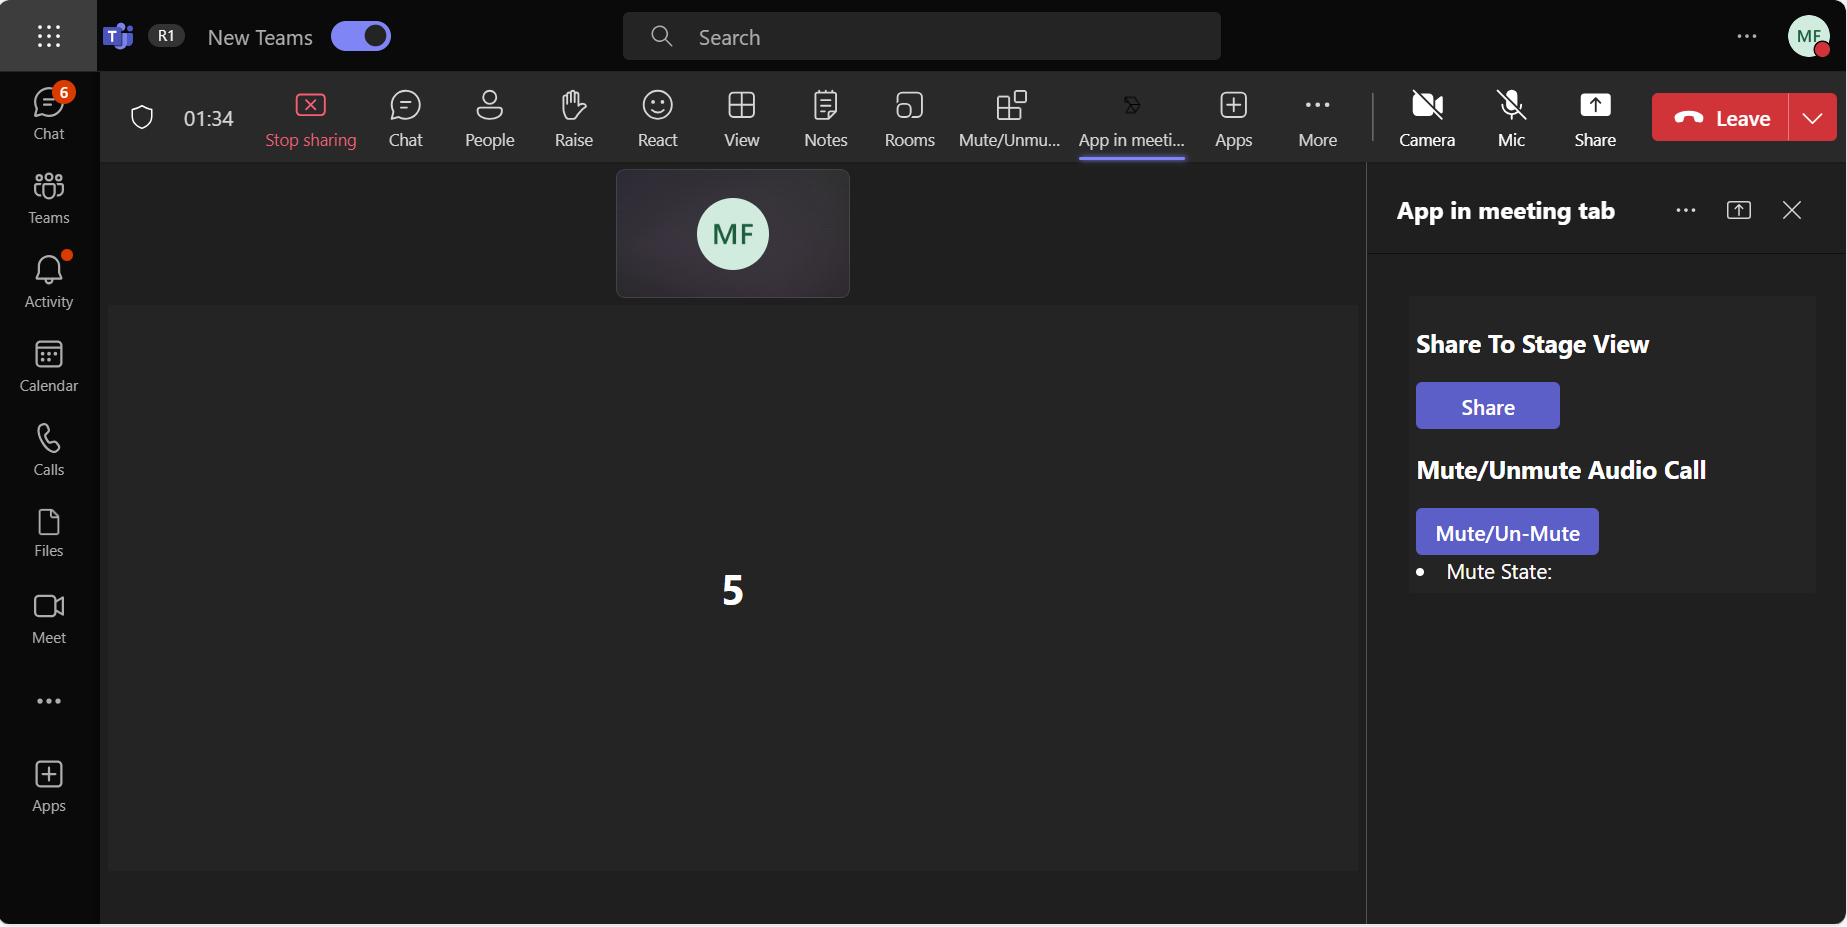 T R1 New Teams Search MF
6
Chat
Teams
Activity
Calendar
Calls
Files
Meet
Apps
01:34
Stop sharing Chat People Raise React View Notes Rooms Mute/Unmu... App in meeti... Apps More Camera Mic Share Leave
MF
5
App in meeting tab
Share To Stage View
Share
Mute/Unmute Audio Call
Mute/Un-Mute
• Mute State: